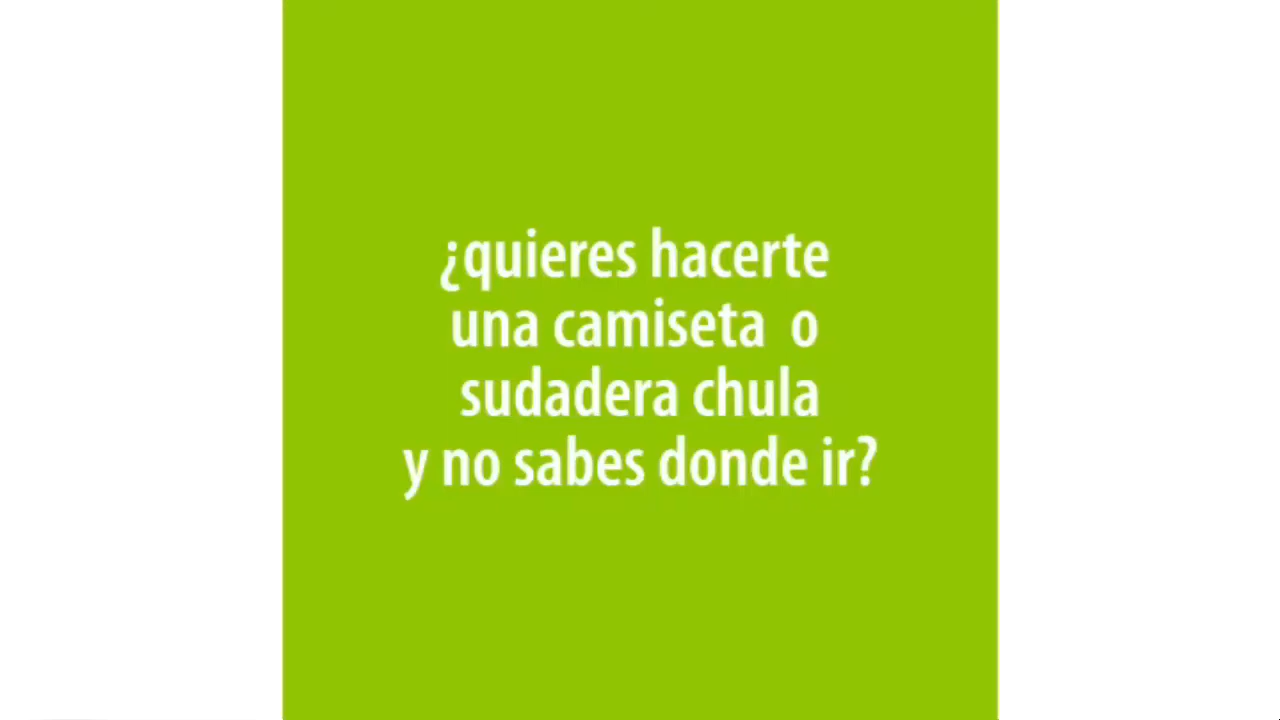 ¿quieres hacerte
una camiseta o
sudadera chula
y no sabes donde ir?